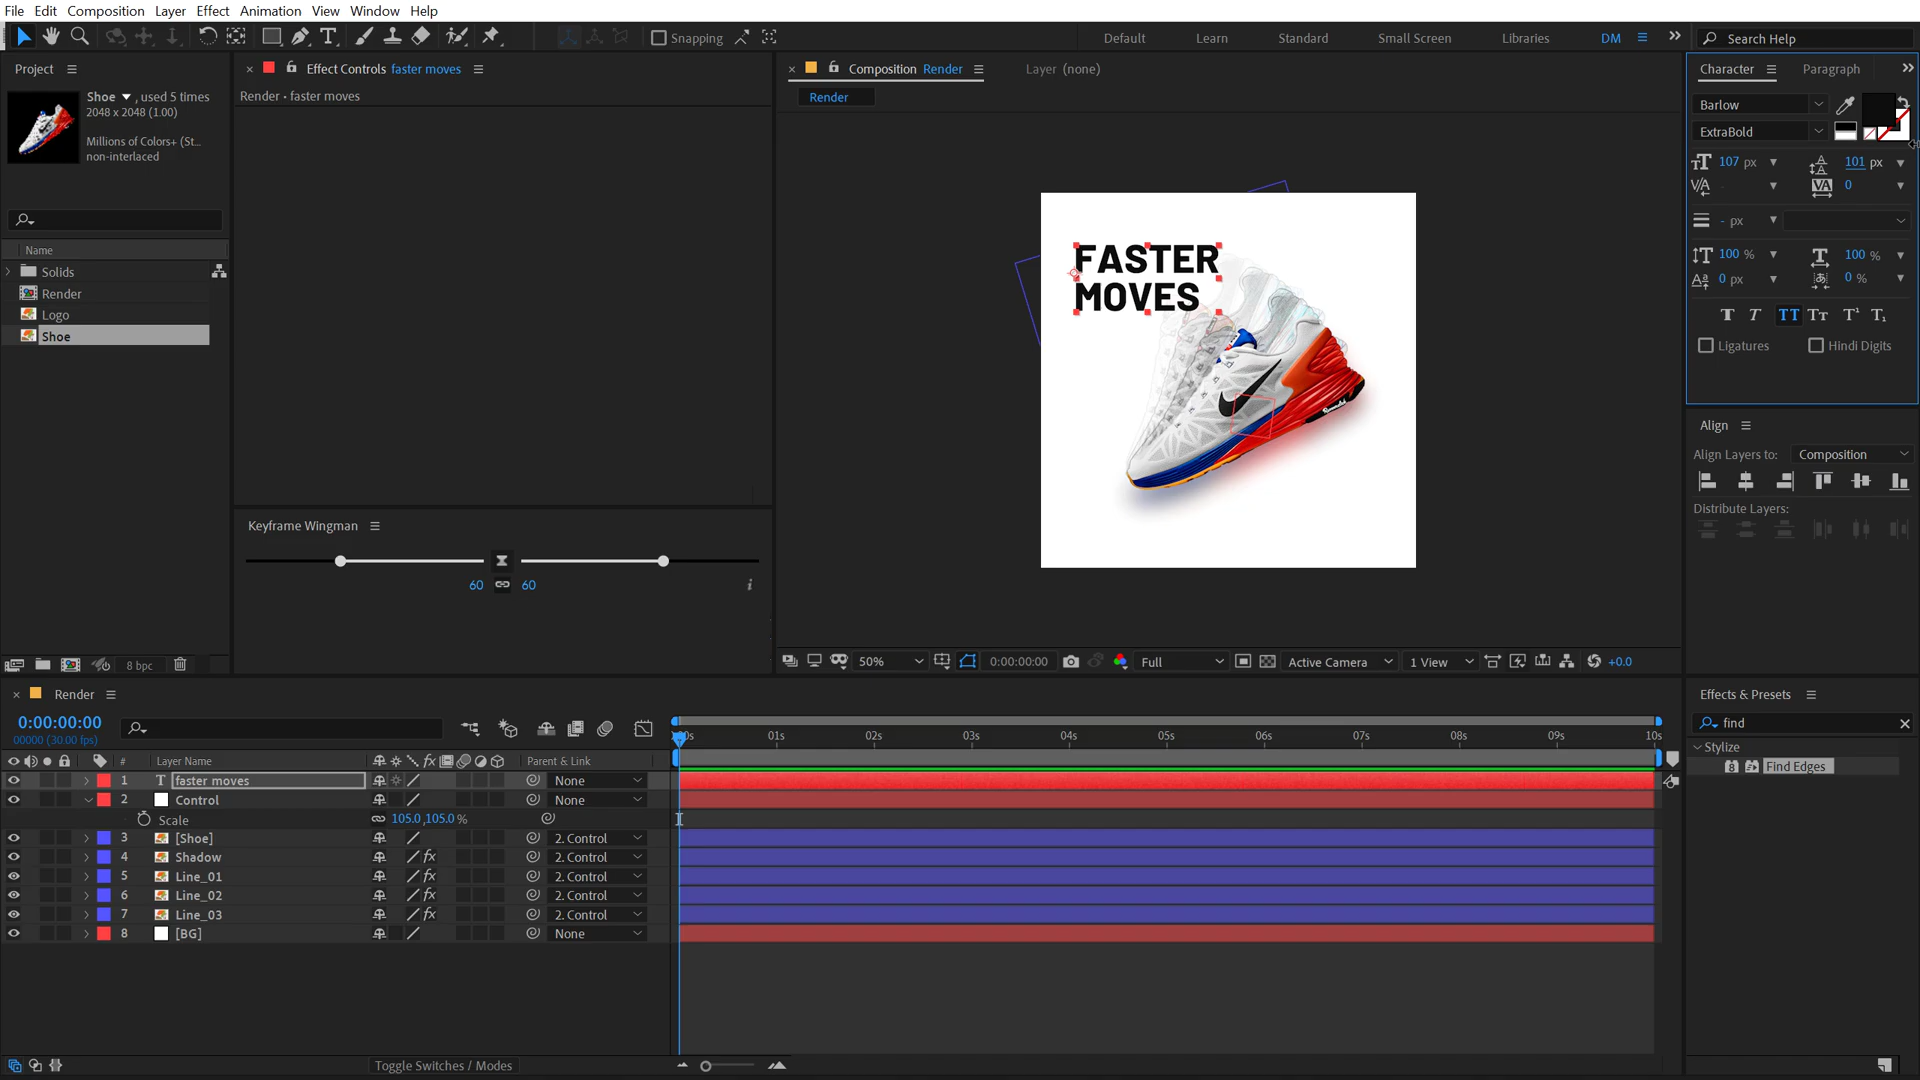 File Edit Composition Layer Effect Animation View Window Help
Snapping
Default Learn Standard Small Screen Libraries DM
Search Help
Project
Shoe , used 5 times
2048 x 2048 (1.00)
Millions of Colors+ (St...
non-interlaced
Name
Solids
Render
Logo
Shoe
8 bpc
Effect Controls faster moves
Render • faster moves
Keyframe Wingman
60 60
Composition Render
Layer (none)
Render
FASTER
MOVES
50% 0:00:00:00 Full Active Camera 1 View +0.0
Character Paragraph
Barlow
ExtraBold
107 px 101 px
0
- px
100 % 100 %
0 px 0 %
Ligatures Hindi Digits
Align
Align Layers to: Composition
Distribute Layers:
Effects & Presets
find
Stylize
Find Edges
Render
0:00:00:00
00000 (30.00 fps)
01s 02s 03s 04s 05s 06s 07s 08s 09s 10s
# Layer Name Parent & Link
1 T faster moves None
2 Control None
Scale 105.0,105.0 %
3 [Shoe] 2. Control
4 Shadow fx 2. Control
5 Line_01 fx 2. Control
6 Line_02 fx 2. Control
7 Line_03 fx 2. Control
8 [BG] None
Toggle Switches / Modes